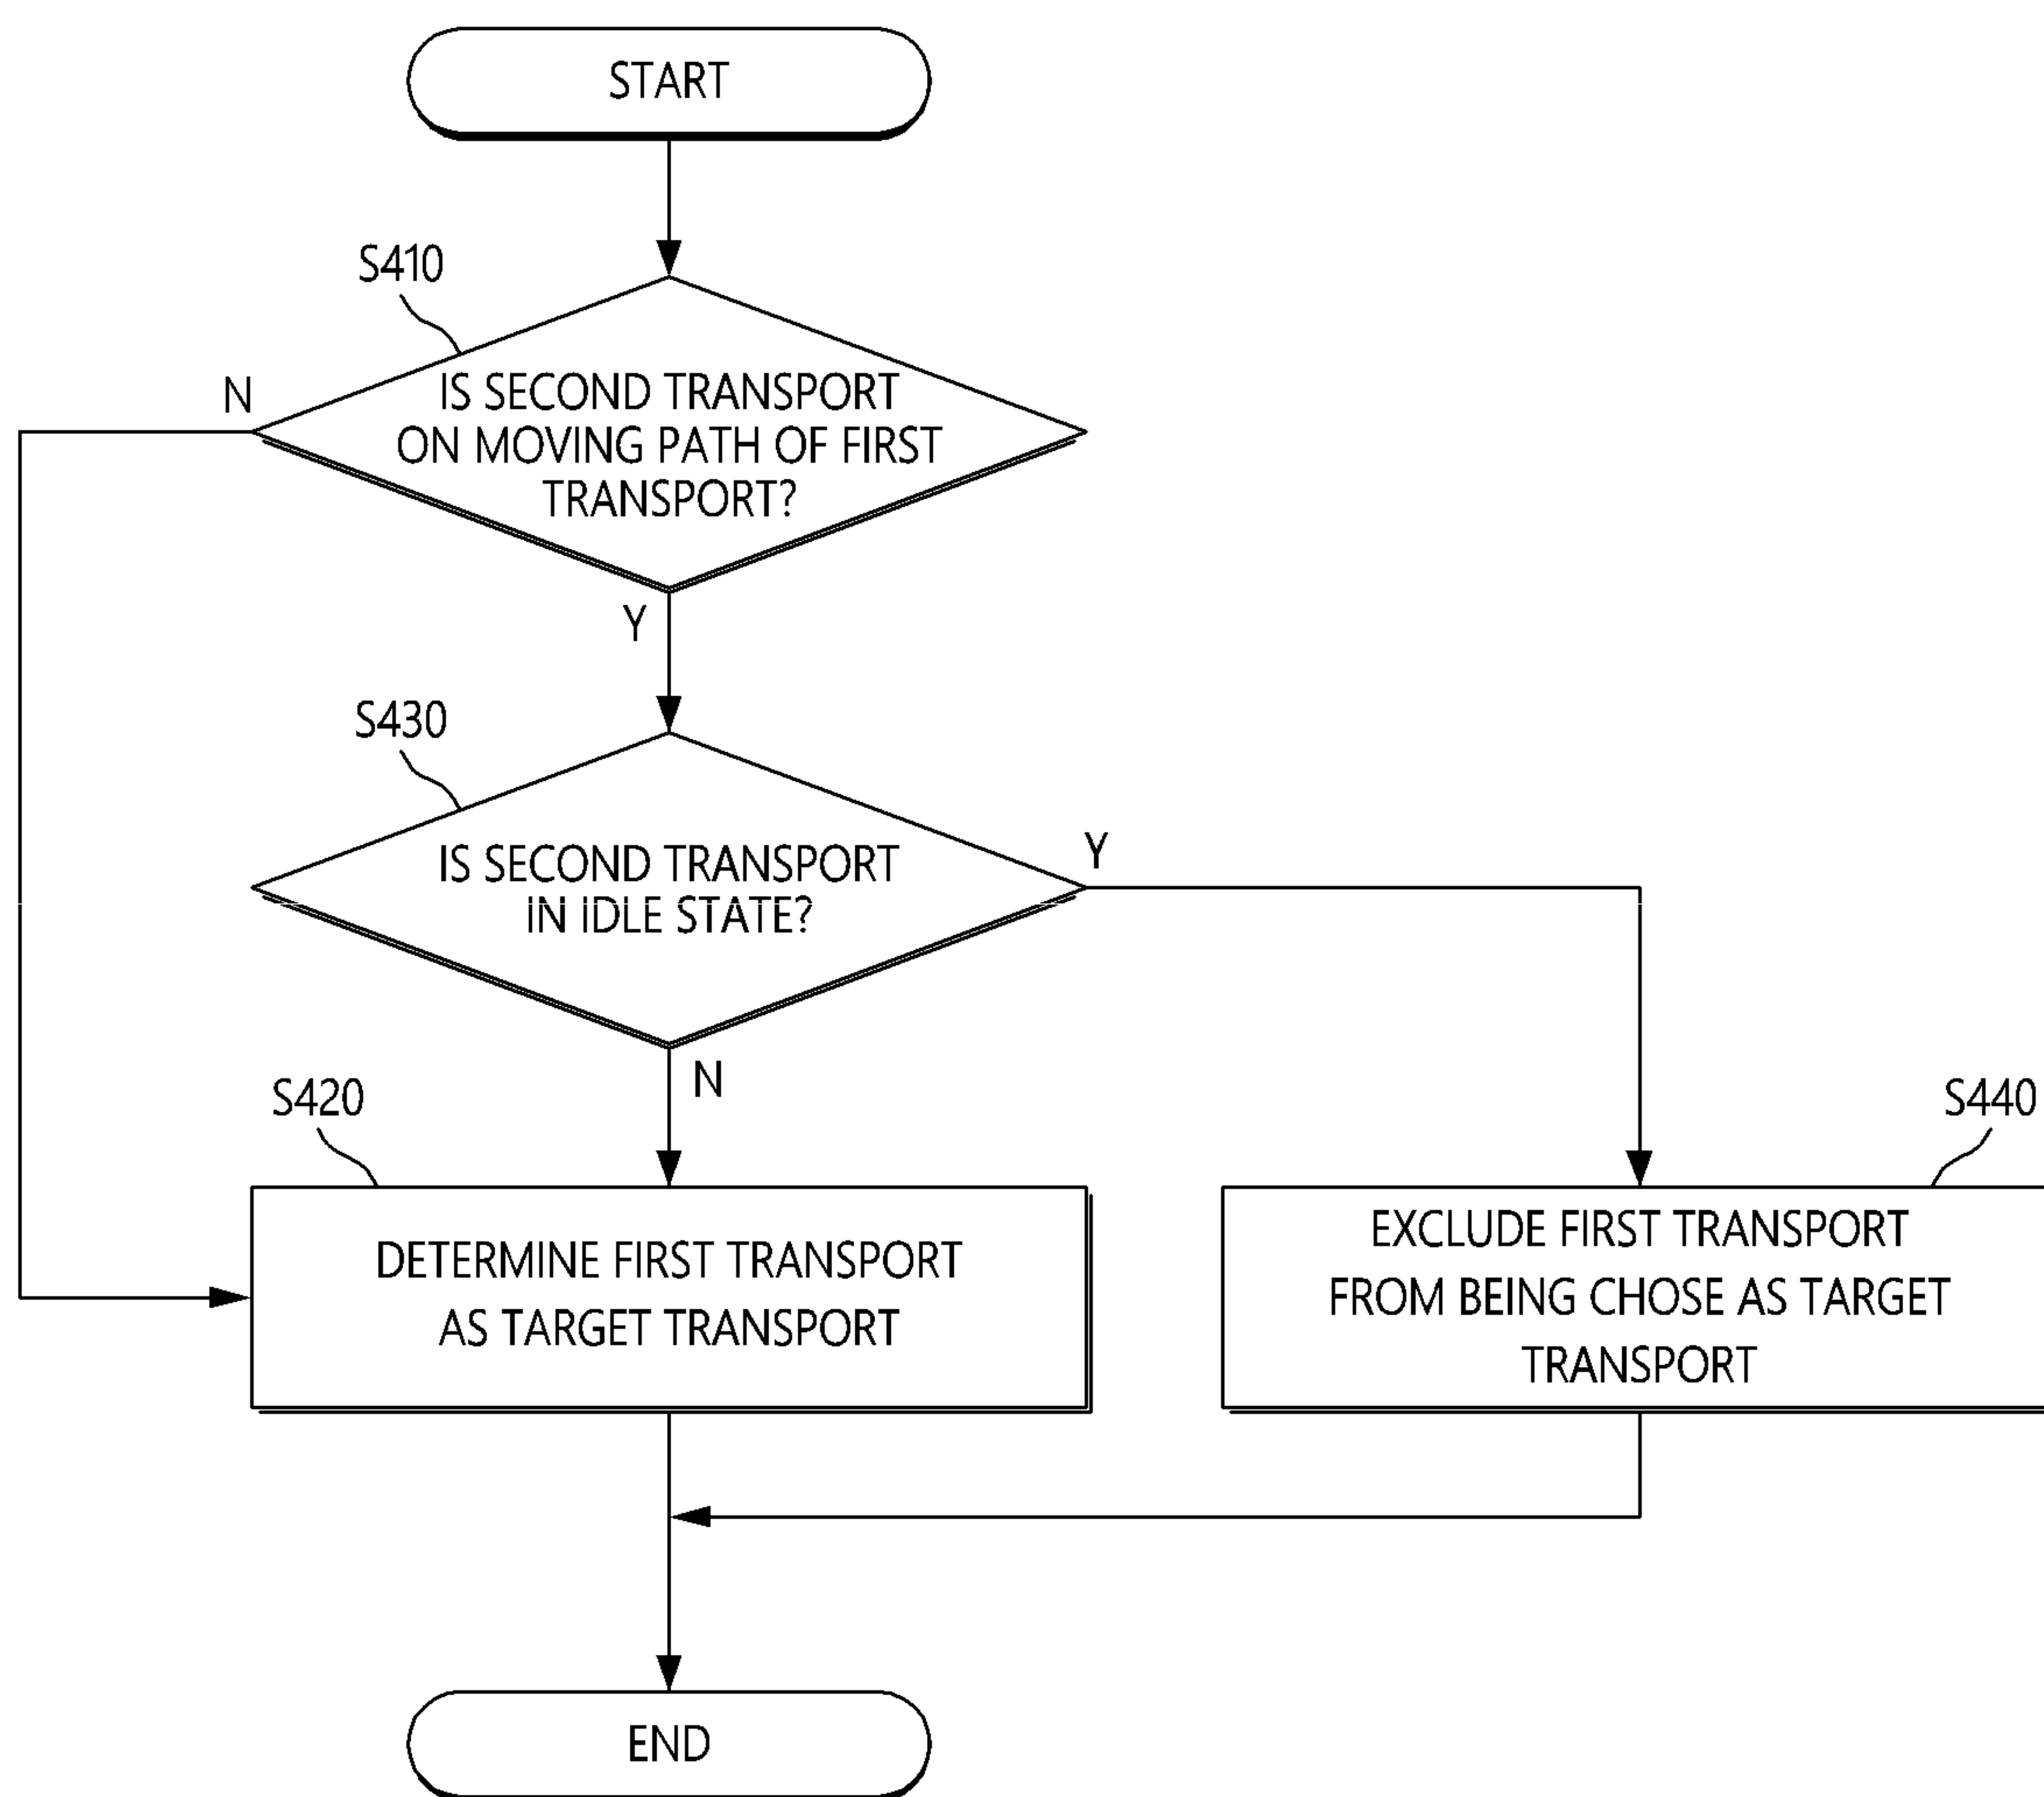 START
S410
N
IS SECOND TRANSPORT
ON MOVING PATH OF FIRST
TRANSPORT?
Y
S430
IS SECOND TRANSPORT
IN IDLE STATE?
Y
N
S420
S440
DETERMINE FIRST TRANSPORT
AS TARGET TRANSPORT
EXCLUDE FIRST TRANSPORT
FROM BEING CHOSE AS TARGET
TRANSPORT
END